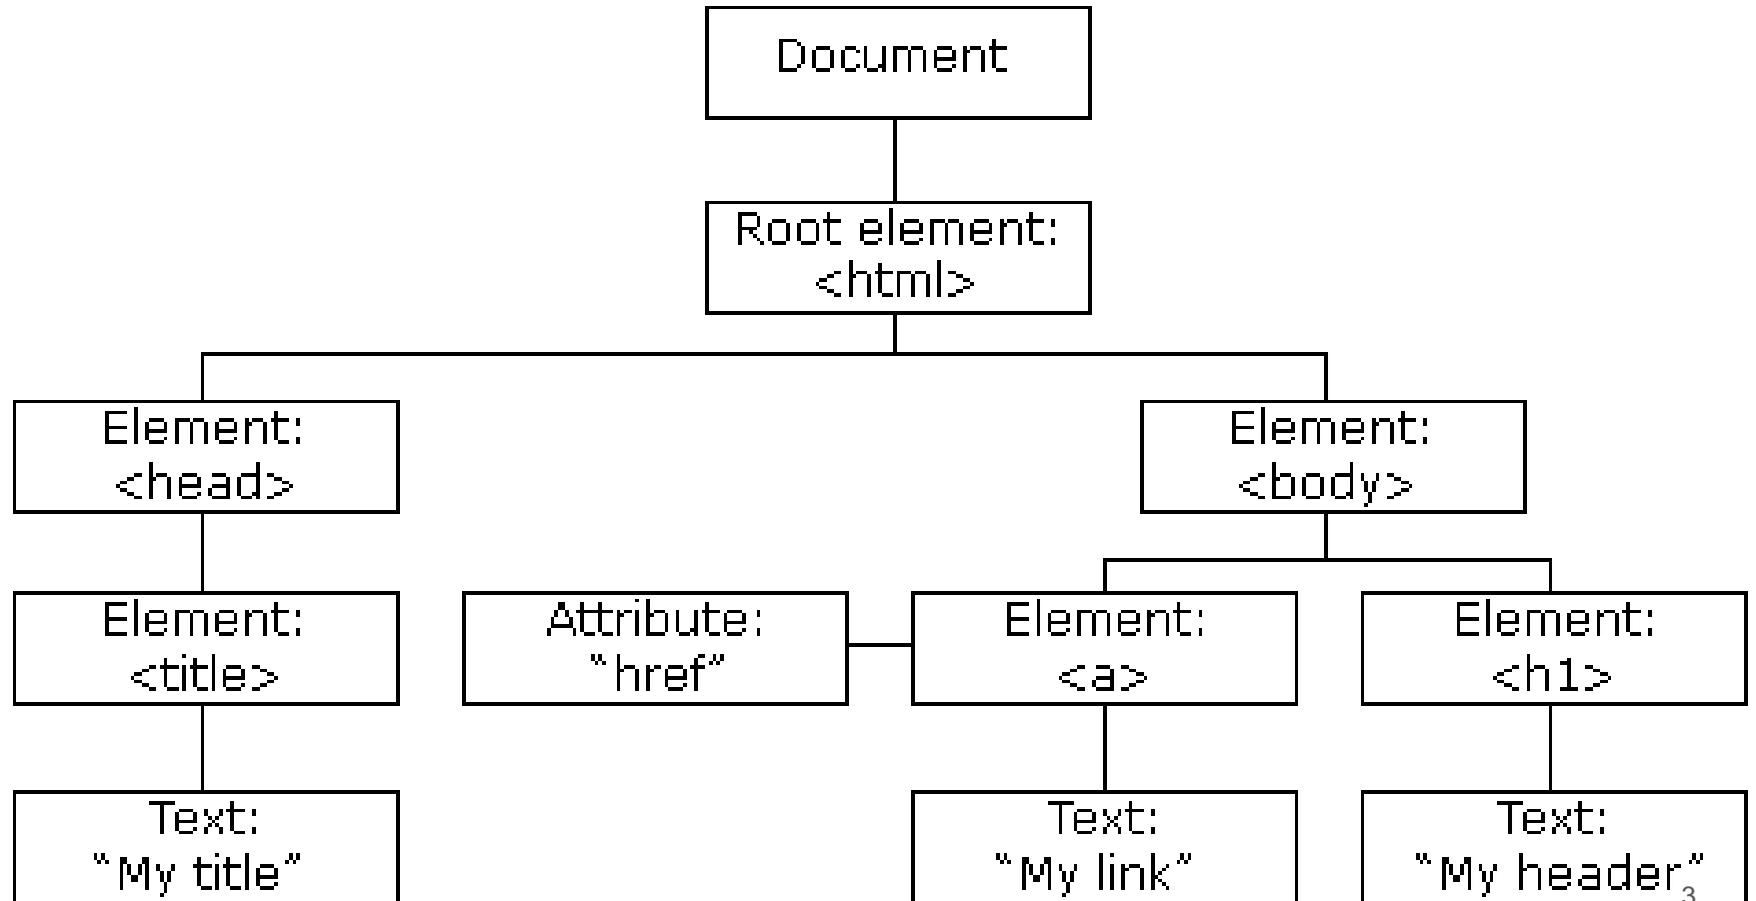 Document
Root element:
<html>
Element:
<head>
Element:
<body>
Element:
<title>
Attribute:
“href”
Element:
<a>
Element:
<h1>
Text:
“My title”
Text:
“My link”
Text:
“My header”
3